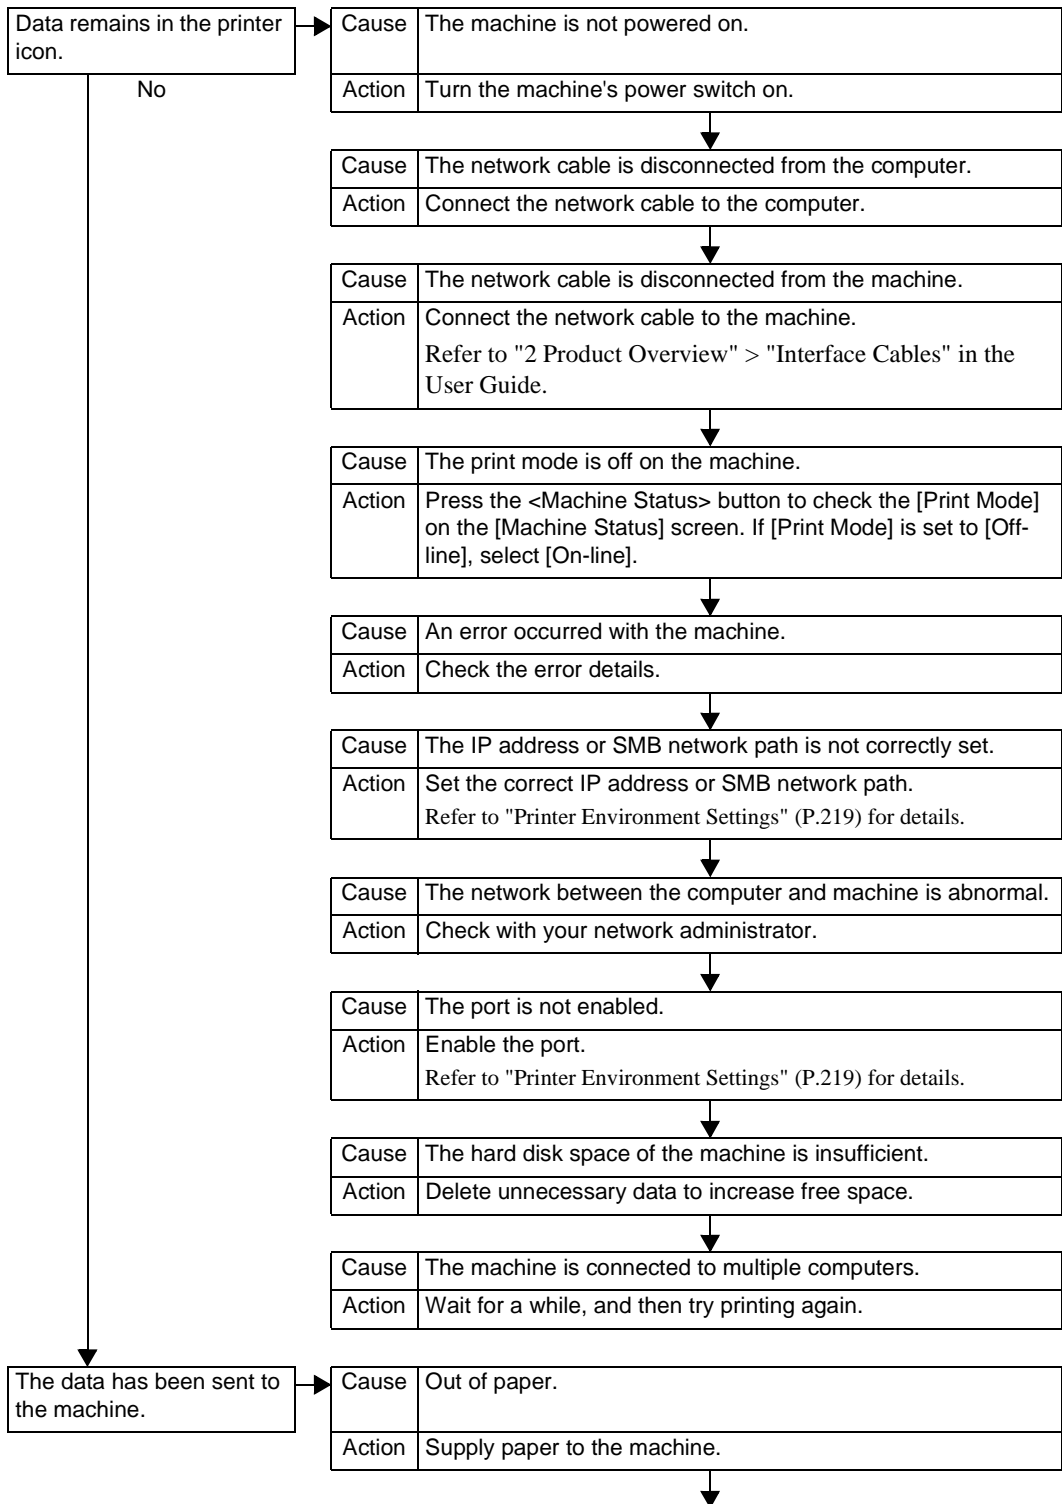 Data remains in the printer
icon.
Cause The machine is not powered on.
No
Action Turn the machine's power switch on.
Cause The network cable is disconnected from the computer.
Action Connect the network cable to the computer.
Cause The network cable is disconnected from the machine.
Action Connect the network cable to the machine.
Refer to "2 Product Overview" > "Interface Cables" in the
User Guide.
Cause The print mode is off on the machine.
Action Press the <Machine Status> button to check the [Print Mode]
on the [Machine Status] screen. If [Print Mode] is set to [Off-
line], select [On-line].
Cause An error occurred with the machine.
Action Check the error details.
Cause The IP address or SMB network path is not correctly set.
Action Set the correct IP address or SMB network path.
Refer to "Printer Environment Settings" (P.219) for details.
Cause The network between the computer and machine is abnormal.
Action Check with your network administrator.
Cause The port is not enabled.
Action Enable the port.
Refer to "Printer Environment Settings" (P.219) for details.
Cause The hard disk space of the machine is insufficient.
Action Delete unnecessary data to increase free space.
Cause The machine is connected to multiple computers.
Action Wait for a while, and then try printing again.
The data has been sent to
the machine.
Cause Out of paper.
Action Supply paper to the machine.